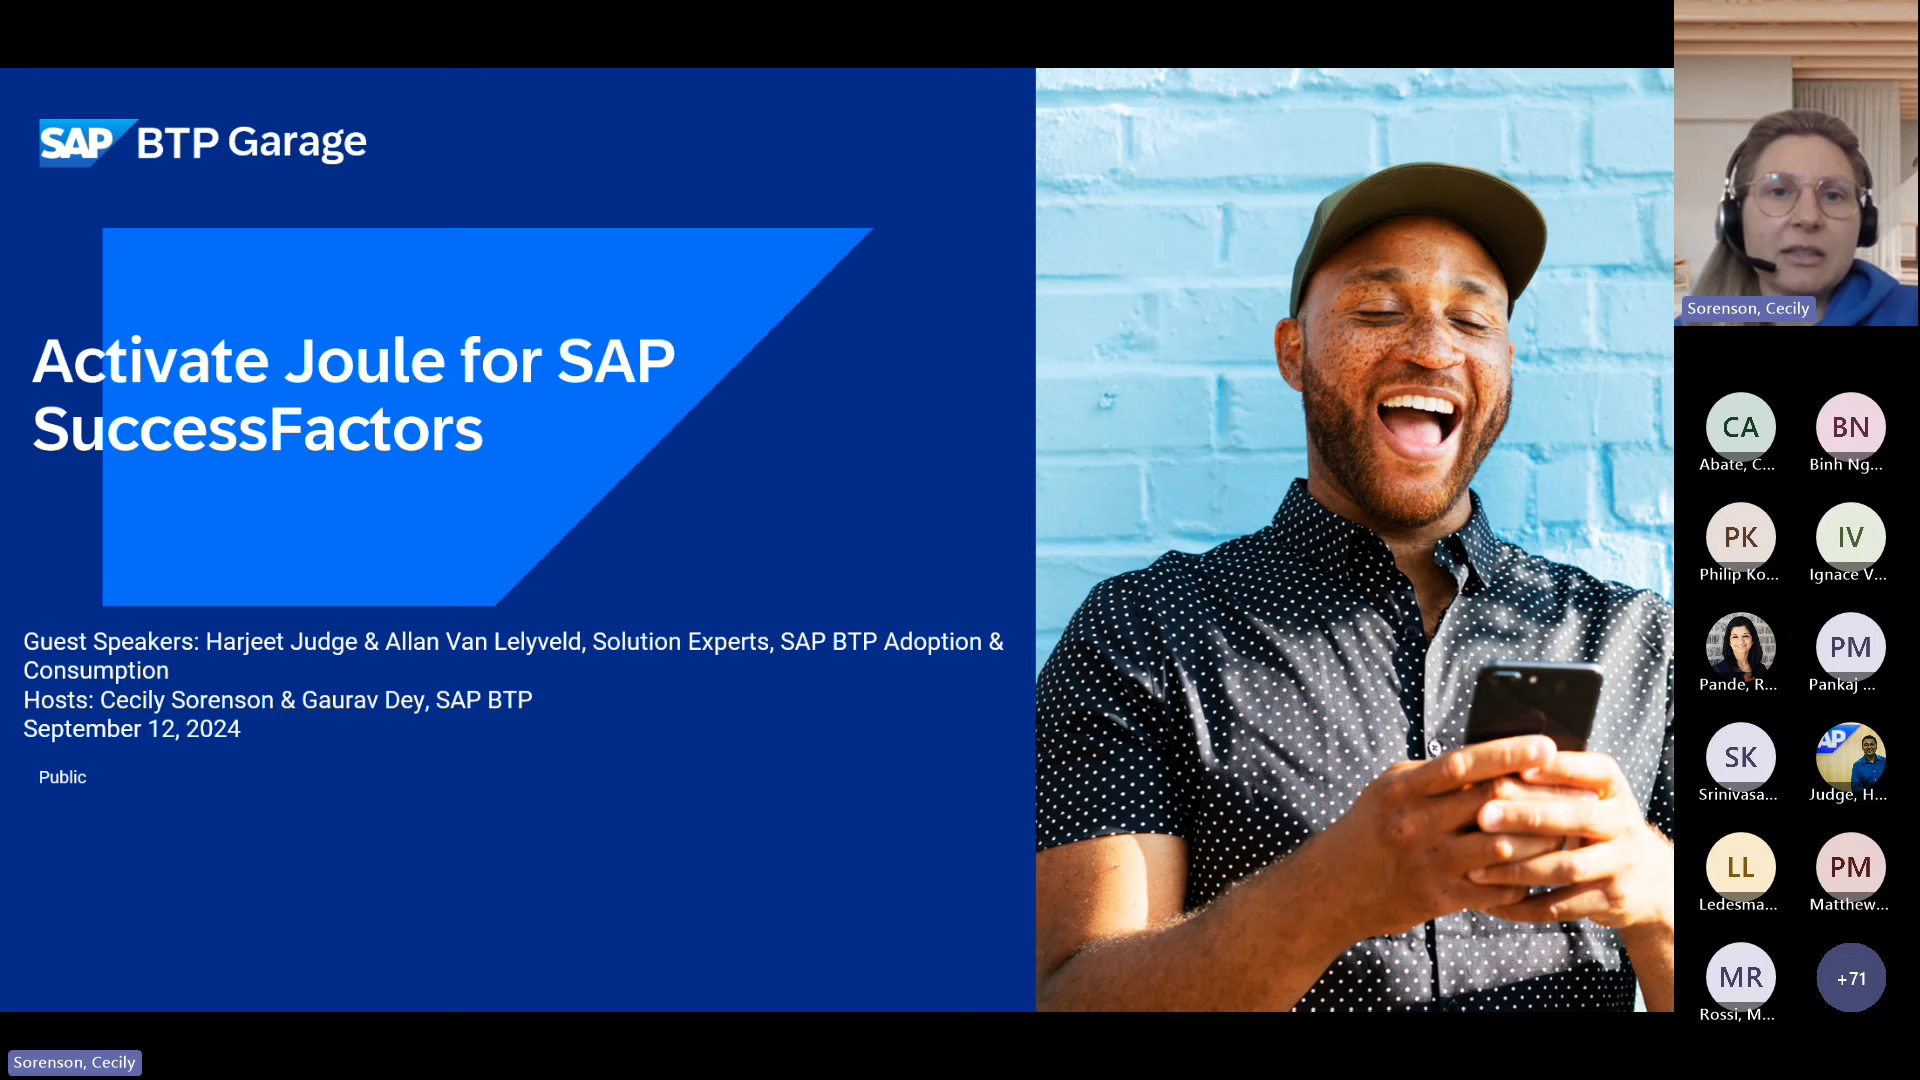 SAP BTP Garage
Activate Joule for SAP
SuccessFactors
Guest Speakers: Harjeet Judge & Allan Van Lelyveld, Solution Experts, SAP BTP Adoption &
Consumption
Hosts: Cecily Sorenson & Gaurav Dey, SAP BTP
September 12, 2024
Public
Sorenson, Cecily
Sorenson, Cecily
CA
BN
Abate, C...
Binh Ng...
PK
IV
Philip Ko...
Ignace V...
PM
Pande, R...
Pankaj ...
SK
AP
Srinivasa...
Judge, H...
LL
PM
Ledesma...
Matthew...
MR
+71
Rossi, M...